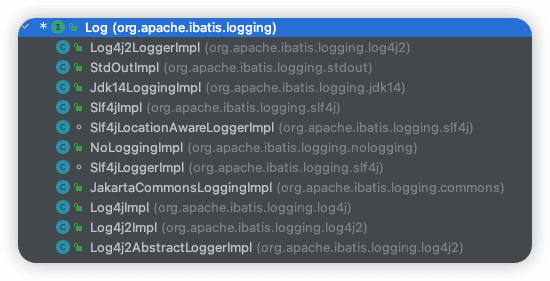 * I Log (org.apache.ibatis.logging)
C Log4j2LoggerImpl (org.apache.ibatis.logging.log4j2)
C StdOutImpl (org.apache.ibatis.logging.stdout)
C Jdk14LoggingImpl (org.apache.ibatis.logging.jdk14)
C Slf4jImpl (org.apache.ibatis.logging.slf4j)
C Slf4jLocationAwareLoggerImpl (org.apache.ibatis.logging.slf4j)
C NoLoggingImpl (org.apache.ibatis.logging.nologging)
C Slf4jLoggerImpl (org.apache.ibatis.logging.slf4j)
C JakartaCommonsLoggingImpl (org.apache.ibatis.logging.commons)
C Log4jImpl (org.apache.ibatis.logging.log4j)
C Log4j2Impl (org.apache.ibatis.logging.log4j2)
C Log4j2AbstractLoggerImpl (org.apache.ibatis.logging.log4j2)